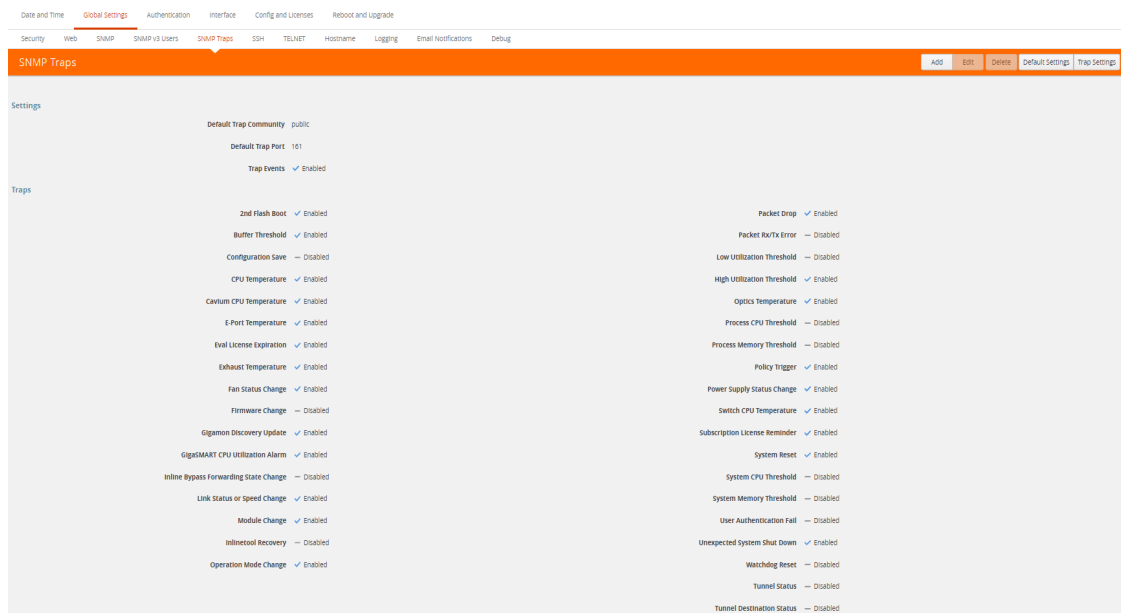 Date and Time Global Settings Authentication Interface Config and Licenses Reboot and Upgrade
Security Web SNMP SNMP v3 Users SNMP Traps SSH TELNET Hostname Logging Email Notifications Debug
SNMP Traps Add Edit Delete Default Settings Trap Settings
Settings
Default Trap Community public
Default Trap Port 161
Trap Events Enabled
Traps
2nd Flash Boot Enabled
Buffer Threshold Enabled
Configuration Save Disabled
CPU Temperature Enabled
Cavium CPU Temperature Enabled
E-Port Temperature Enabled
Eval License Expiration Enabled
Exhaust Temperature Enabled
Fan Status Change Enabled
Firmware Change Disabled
Gigamon Discovery Update Enabled
GigaSMART CPU Utilization Alarm Enabled
Inline Bypass Forwarding State Change Disabled
Link Status or Speed Change Enabled
Module Change Enabled
Inlinetool Recovery Disabled
Operation Mode Change Enabled
Packet Drop Enabled
Packet Rx/Tx Error Disabled
Low Utilization Threshold Disabled
High Utilization Threshold Enabled
Optics Temperature Enabled
Process CPU Threshold Disabled
Process Memory Threshold Disabled
Policy Trigger Enabled
Power Supply Status Change Enabled
Switch CPU Temperature Enabled
Subscription License Reminder Enabled
System Reset Enabled
System CPU Threshold Disabled
System Memory Threshold Disabled
User Authentication Fail Disabled
Unexpected System Shut Down Enabled
Watchdog Reset Disabled
Tunnel Status Disabled
Tunnel Destination Status Disabled